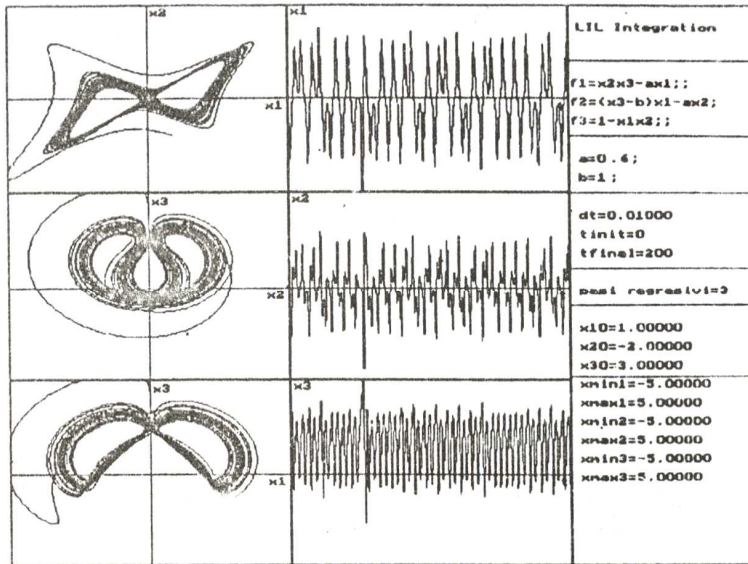 x2
x1
x1
x3
x2
x2
x3
x1
x3
LIL Integration
f1=x2x3-ax1;;
f2=(x3-b)x1-ax2;
f3=1-x1x2;;
a=0.6;
b=1;
dt=0.01000
tinit=0
tfinal=200
pasi regresivi=3
x10=1.00000
x20=-2.00000
x30=3.00000
xmin1=-5.00000
xmax1=5.00000
xmin2=-5.00000
xmax2=5.00000
xmin3=-5.00000
xmax3=5.00000